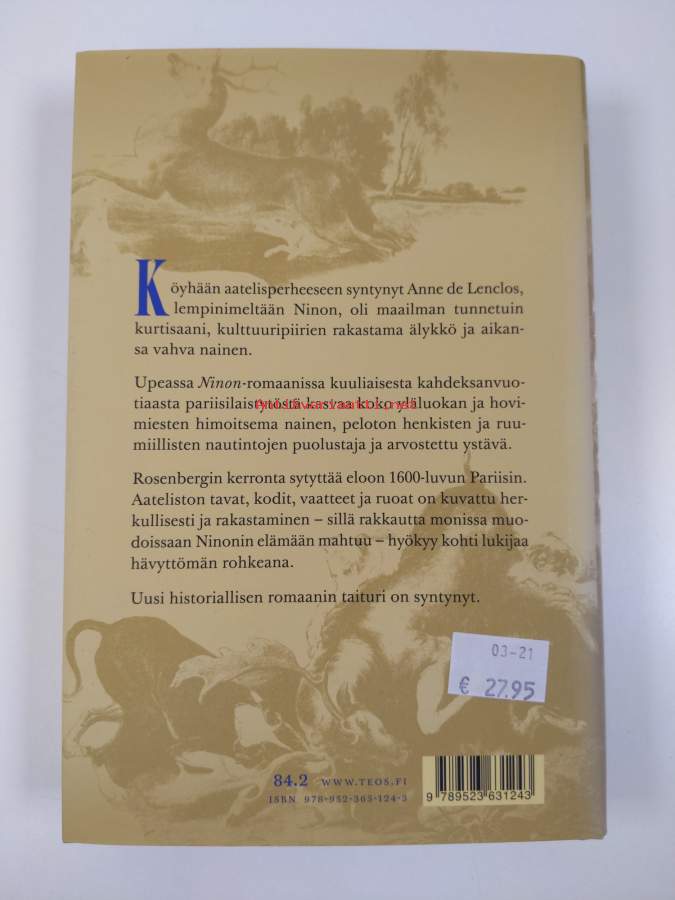 Köyhään aatelisperheeseen syntynyt Anne de Lenclos,
lempinimeltään Ninon, oli maailman tunnetuin
kurtisaani, kulttuuripiirien rakastama älykkö ja aikan-
sa vahva nainen.
Upeassa Ninon-romaanissa kuuliaisesta kahdeksanvuo-
tiaasta pariisilaistytöstä kasvaa koko yläluokan ja hovi-
miesten himoitsema nainen, peloton henkisten ja ruu-
miillisten nautintojen puolustaja ja arvostettu ystävä.
Rosenbergin kerronta sytyttää eloon 1600-luvun Pariisin.
Aateliston tavat, kodit, vaatteet ja ruoat on kuvattu her-
kullisesti ja rakastaminen – sillä rakkautta monissa muo-
doissaan Ninonin elämään mahtuu – hyökyy kohti lukijaa
hävyttömän rohkeana.
Uusi historiallisen romaanin taituri on syntynyt.
03-21
€ 27.95
84.2 WWW.TEOS.FI
ISBN 978-952-363-124-3
9 789523 631243